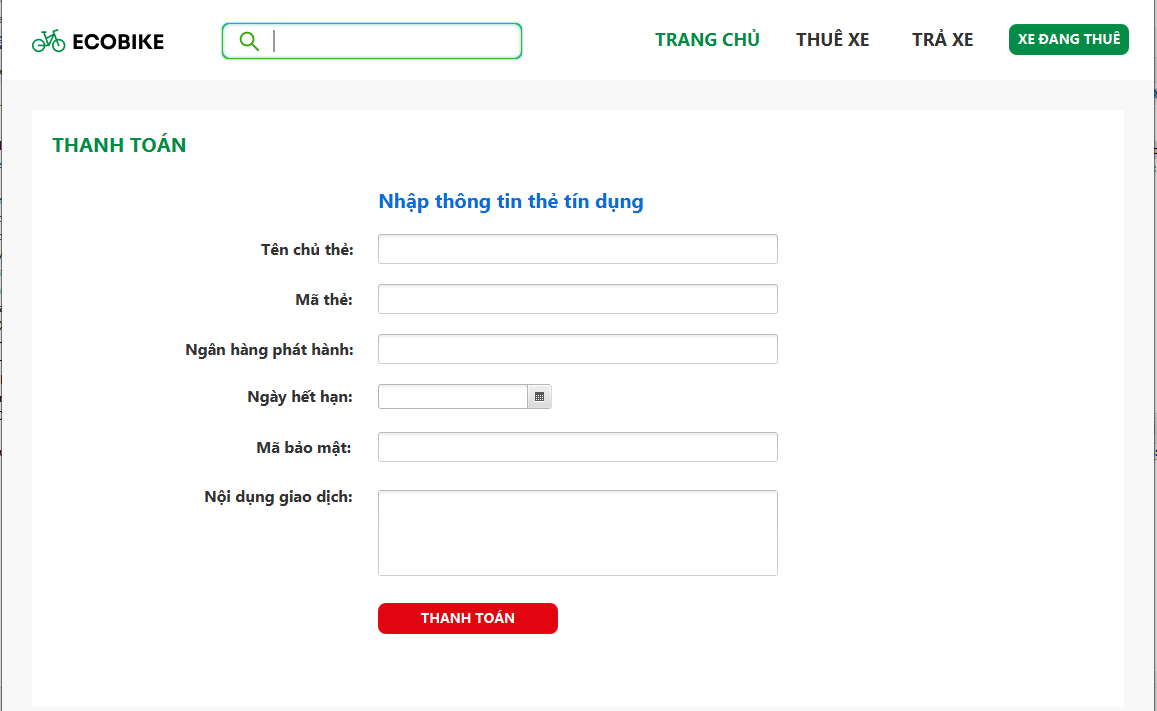 ECOBIKE
TRANG CHỦ
THUÊ XE
TRẢ XE
XE ĐANG THUÊ
THANH TOÁN
Nhập thông tin thẻ tín dụng
Tên chủ thẻ:
Mã thẻ:
Ngân hàng phát hành:
Ngày hết hạn:
Mã bảo mật:
Nội dụng giao dịch:
THANH TOÁN